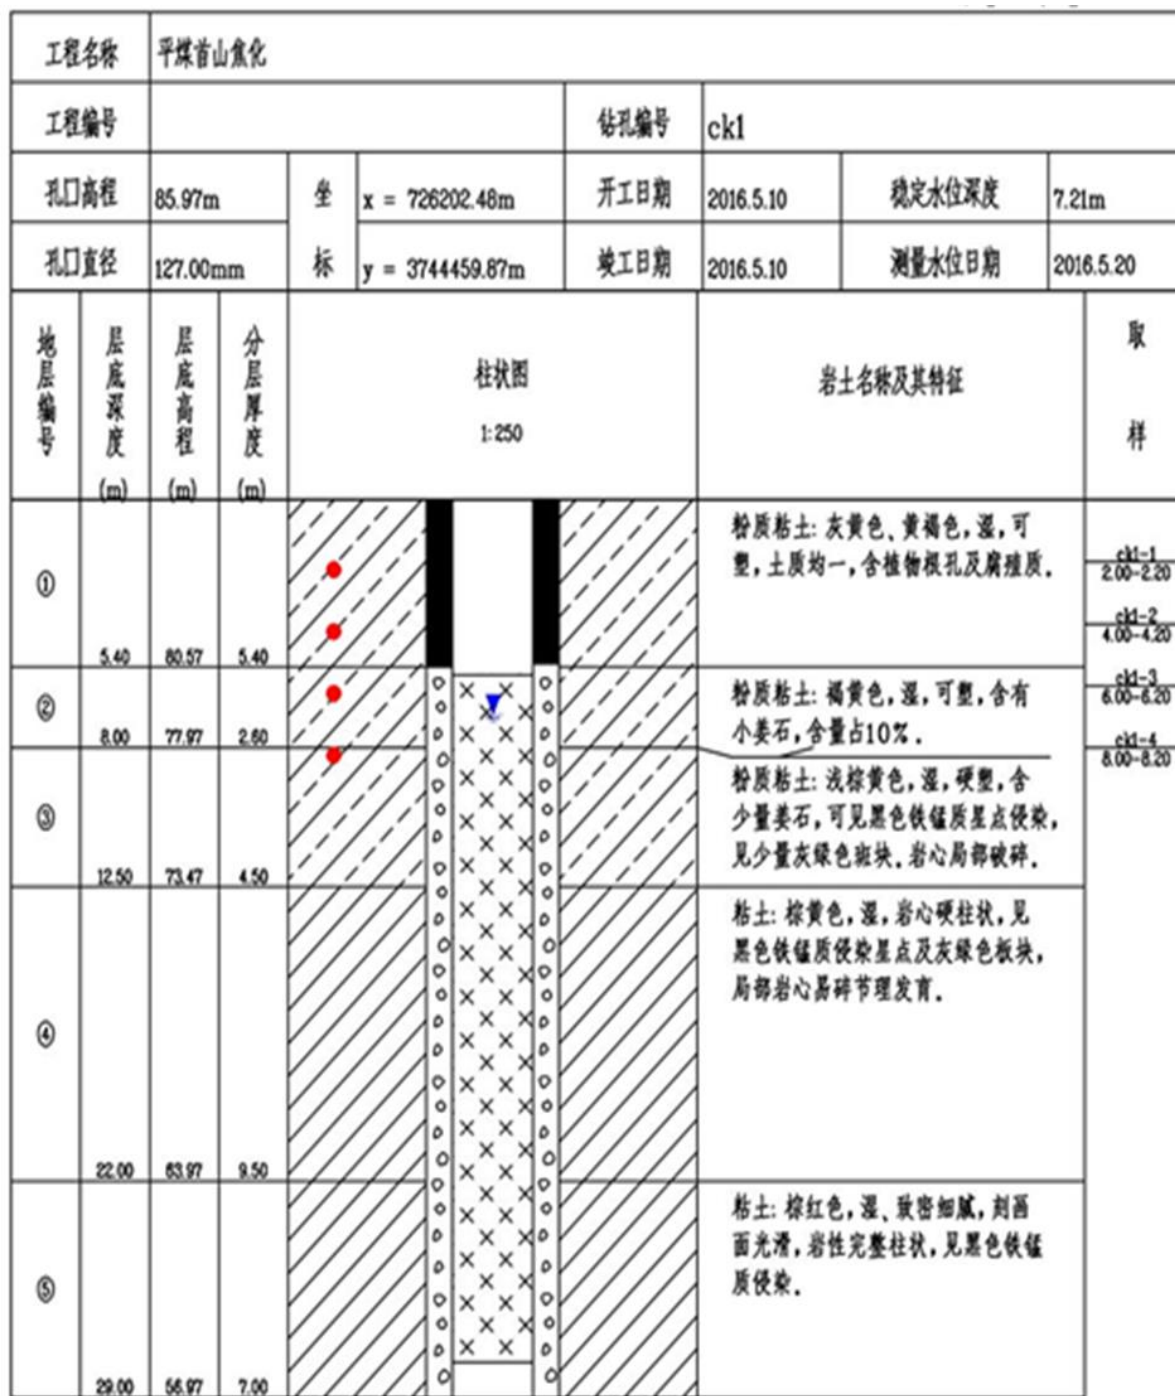 工程名称 平煤首山焦化
工程编号 钻孔编号 ck1
孔口高程 85.97m 坐 x = 726202.48m 开工日期 2016.5.10 稳定水位深度 7.21m
孔口直径 127.00mm 标 y = 3744459.87m 竣工日期 2016.5.10 测量水位日期 2016.5.20
地层编号 层底深度(m) 层底高程(m) 分层厚度(m) 柱状图 岩土名称及其特征 取样
1:250
粉质粘土: 灰黄色、黄褐色,湿,可
塑,土质均一,含植物根孔及腐殖质.
① 5.40 80.57 5.40
ck1-1
2.00-2.20
ck1-2
4.00-4.20
粉质粘土: 褐黄色,湿,可塑,含有
小姜石,含量占10%.
② 8.00 77.97 2.60
ck1-3
6.00-6.20
ck1-4
8.00-8.20
粉质粘土: 浅棕黄色,湿,硬塑,含
少量姜石,可见黑色铁锰质星点侵染,
见少量灰绿色斑块.岩心局部破碎.
③ 12.50 73.47 4.50
粘土: 棕黄色,湿,岩心硬柱状,见
黑色铁锰质侵染星点及灰绿色板块,
局部岩心易碎节理发育.
④ 22.00 63.97 9.50
粘土: 棕红色,湿、致密细腻,刻画
面光滑,岩性完整柱状,见黑色铁锰
质侵染.
⑤ 29.00 56.97 7.00